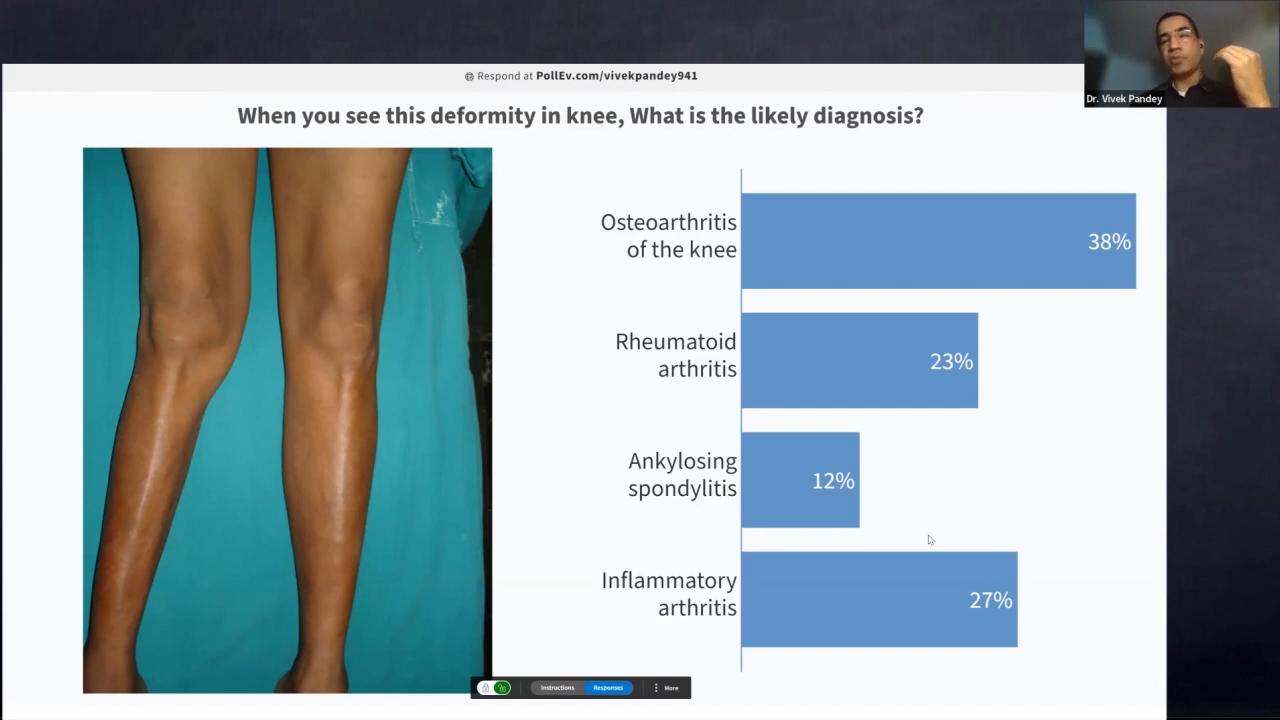 Respond at PollEv.com/vivekpandey941
When you see this deformity in knee, What is the likely diagnosis?
Dr. Vivek Pandey
Osteoarthritis
of the knee
38%
Rheumatoid
arthritis
23%
Ankylosing
spondylitis
12%
Inflammatory
arthritis
27%
Instructions
Responses
More